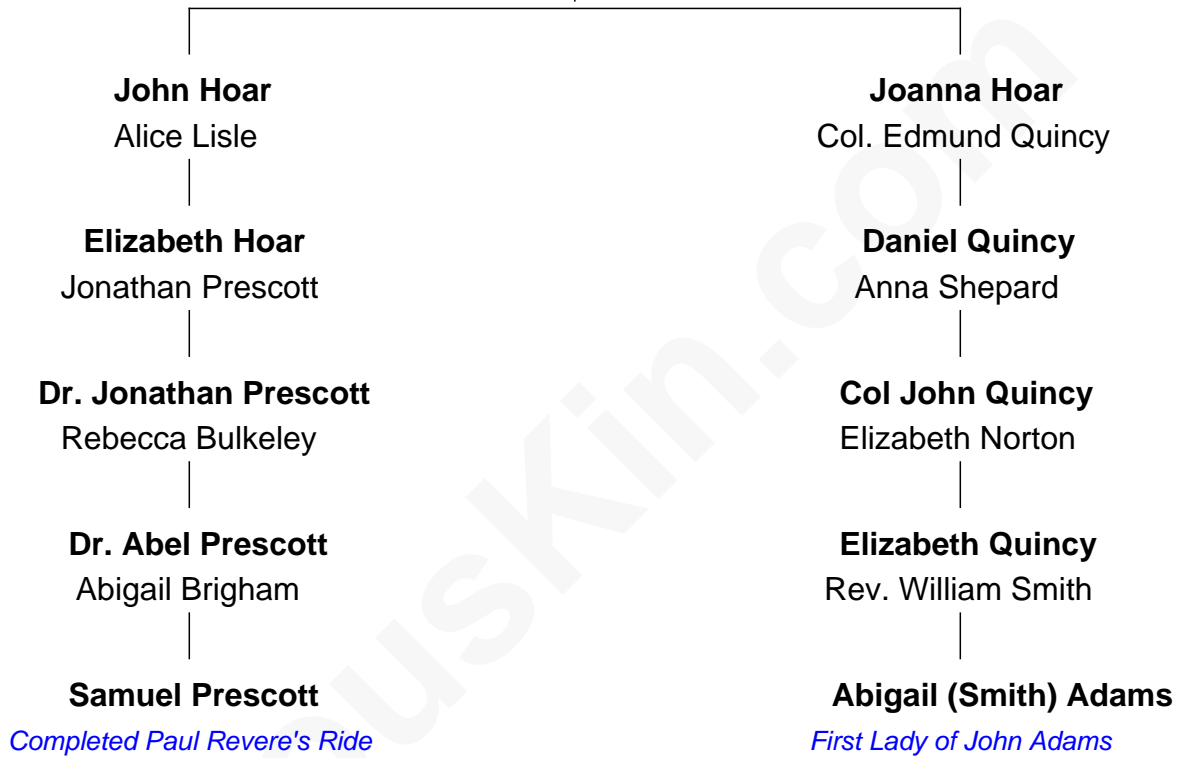 John Hoar
Alice Lisle
Joanna Hoar
Col. Edmund Quincy
Elizabeth Hoar
Jonathan Prescott
Daniel Quincy
Anna Shepard
Dr. Jonathan Prescott
Rebecca Bulkeley
Col John Quincy
Elizabeth Norton
Dr. Abel Prescott
Abigail Brigham
Elizabeth Quincy
Rev. William Smith
Samuel Prescott
Completed Paul Revere's Ride
Abigail (Smith) Adams
First Lady of John Adams
usKin.com